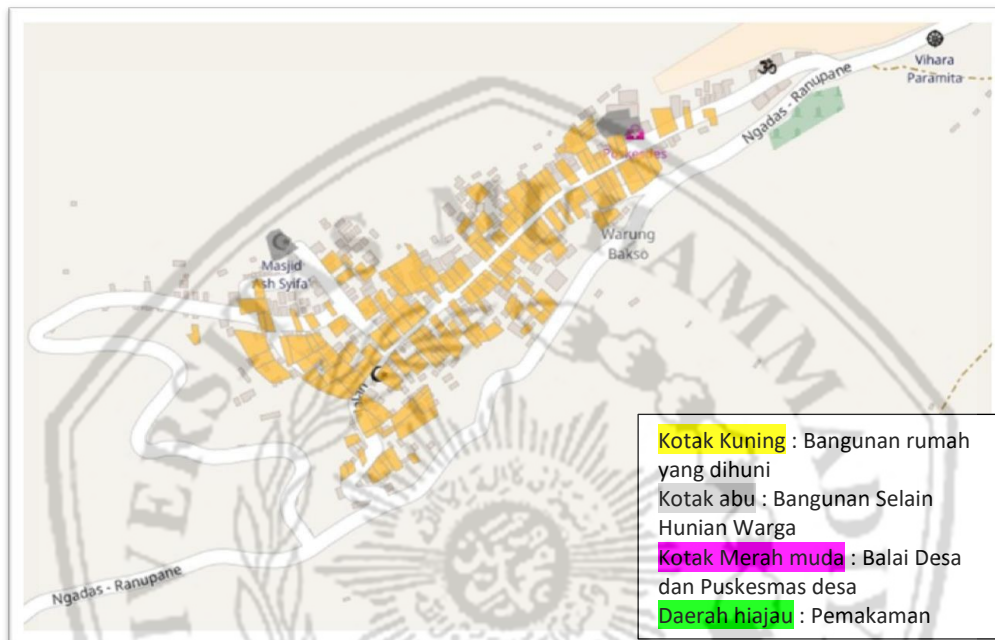 Vihara
Paramita
Ngadas - Ranupane
Warung
Bakso
Masjid
Ash Syifa'
Ngadas - Ranupane
Kotak Kuning : Bangunan rumah
yang dihuni
Kotak abu : Bangunan Selain
Hunian Warga
Kotak Merah muda : Balai Desa
dan Puskesmas desa
Daerah hiajau : Pemakaman